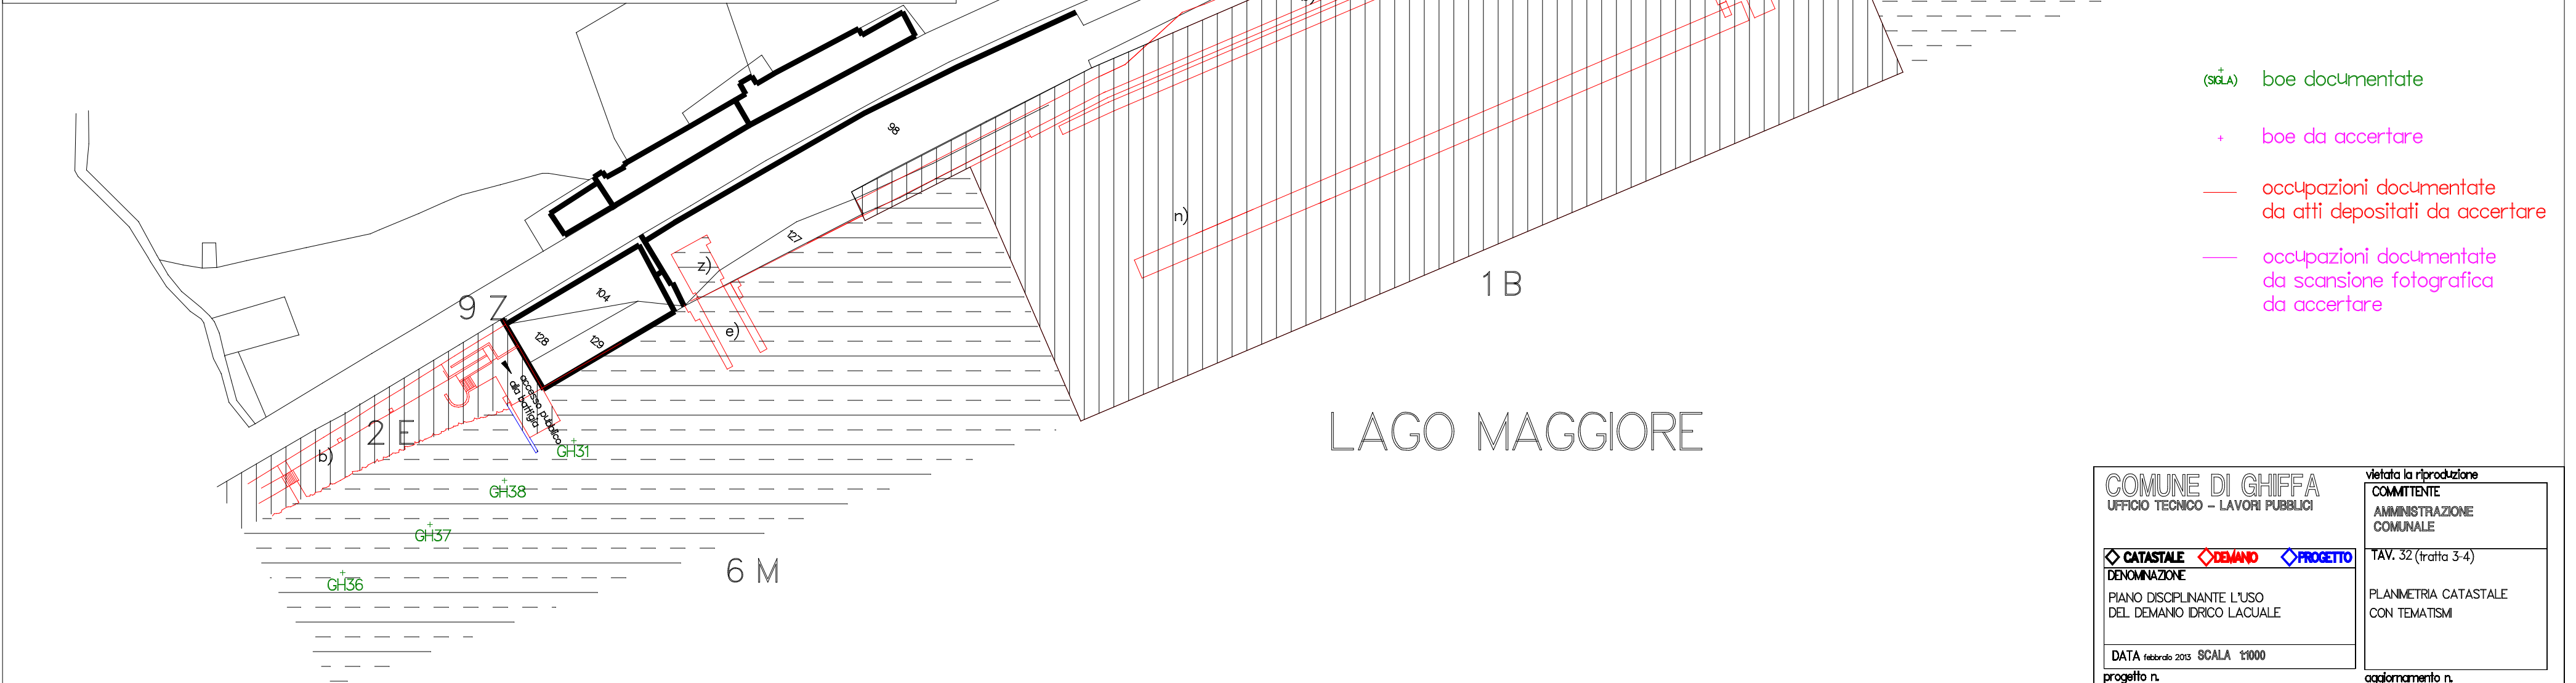 98
127
z)
e)
n)
104
128
129
9 Z
2 E
b)
accesso pubblico
alla battigia
GH31
GH38
GH37
GH36
6 M
1 B
LAGO MAGGIORE
(SIGLA) boe documentate
boe da accertare
occupazioni documentate
da atti depositati da accertare
occupazioni documentate
da scansione fotografica
da accertare
COMUNE DI GHIFFA
UFFICIO TECNICO - LAVORI PUBBLICI
CATASTALE DEMANIO PROGETTO
DENOMINAZIONE
PIANO DISCIPLINANTE L'USO
DEL DEMANIO IDRICO LACUALE
DATA febbraio 2013 SCALA 1:1000
progetto n.
vietata la riproduzione
COMMITTENTE
AMMINISTRAZIONE
COMUNALE
TAV. 32 (tratta 3-4)
PLANIMETRIA CATASTALE
CON TEMATISMI
aggiornamento n.